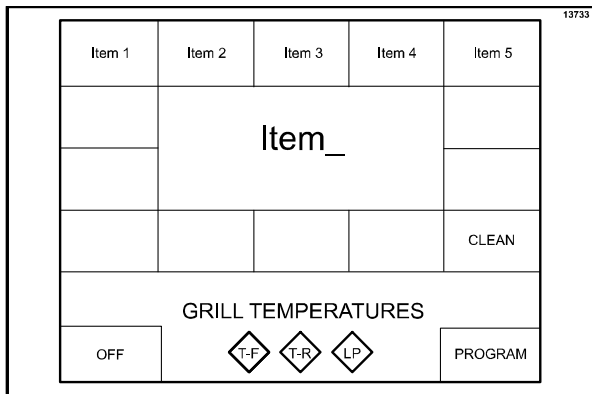 13733
Item 1 Item 2 Item 3 Item 4 Item 5
Item_
CLEAN
GRILL TEMPERATURES
OFF T-F T-R LP PROGRAM